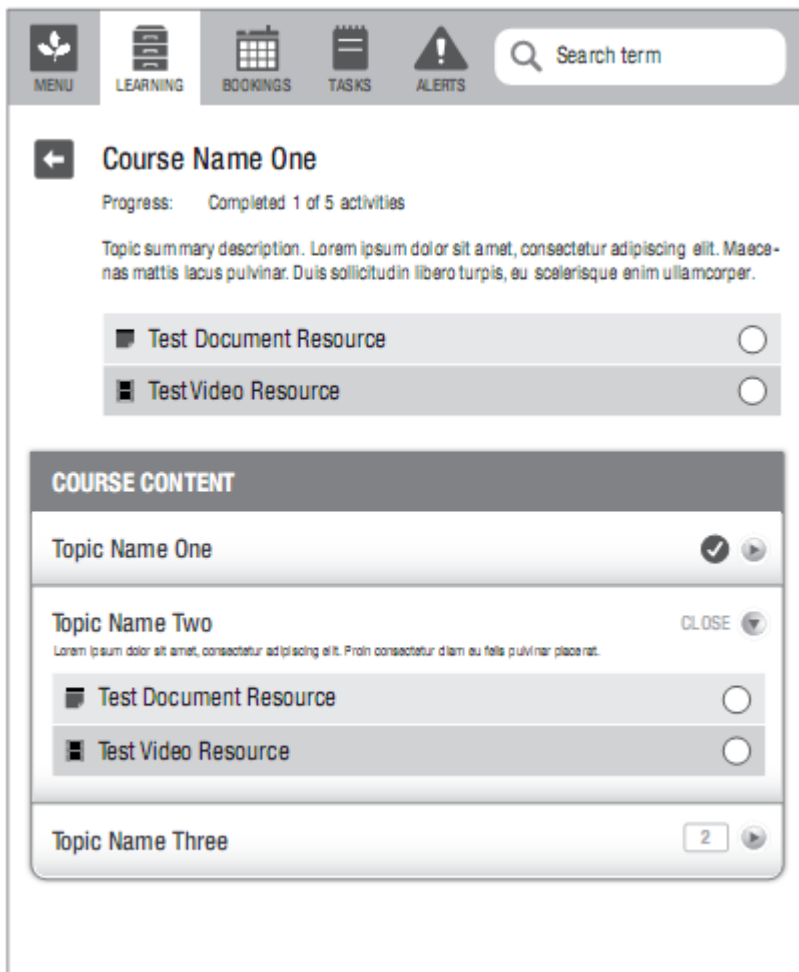 MENU
LEARNING
BOOKINGS
TASKS
ALERTS
Search term
Course Name One
Progress: Completed 1 of 5 activities
Topic summary description. Lorem ipsum dolor sit amet, consectetur adipiscing elit. Maece-
nas mattis lacus pulvinar. Duis sollicitudin libero turpis, eu scelerisque enim ullamcorper.
Test Document Resource
Test Video Resource
COURSE CONTENT
Topic Name One
Topic Name Two
CLOSE
Lorem ipsum dolor sit amet, consectetur adipiscing elit. Proin consectetur diam eu felis pulvinar placerat.
Test Document Resource
Test Video Resource
Topic Name Three
2